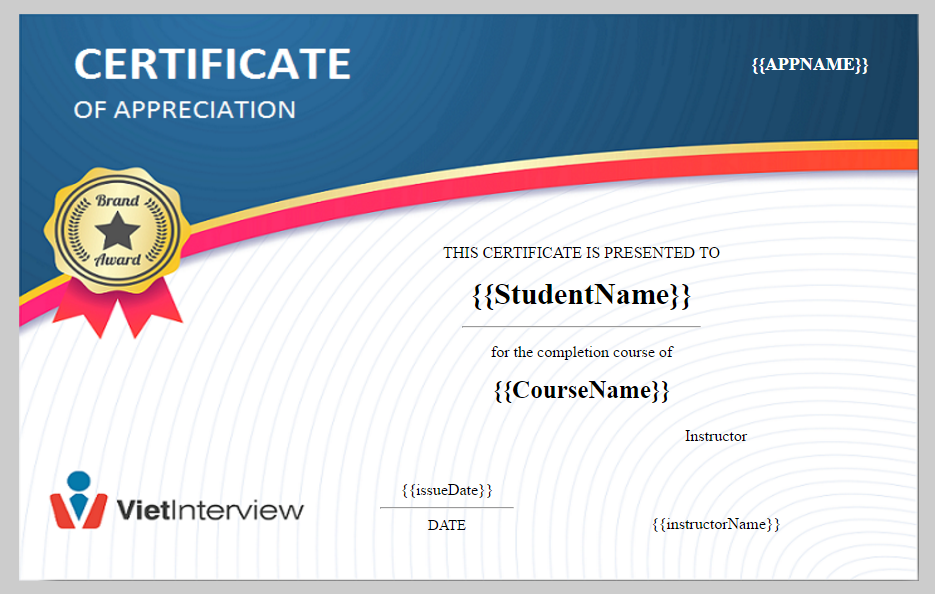 CERTIFICATE
OF APPRECIATION
{{APPNAME}}
Brand
Award
THIS CERTIFICATE IS PRESENTED TO
{{StudentName}}
for the completion course of
{{CourseName}}
Instructor
{{issueDate}}
DATE
{{instructorName}}
VietInterview